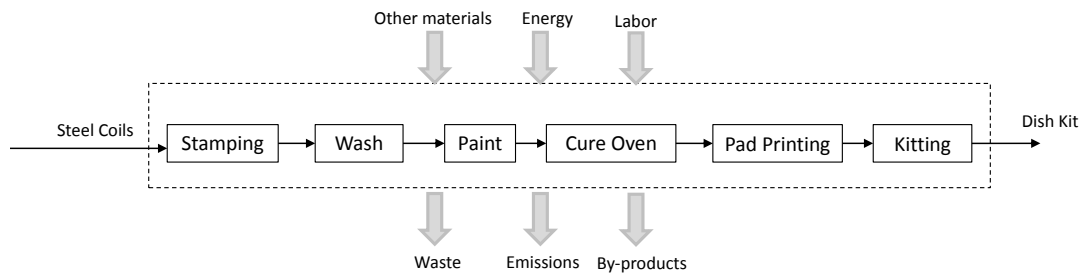 Other materials
Energy
Labor
Steel Coils
Dish Kit
Stamping
Wash
Paint
Cure Oven
Pad Printing
Kitting
Waste
Emissions
By-products